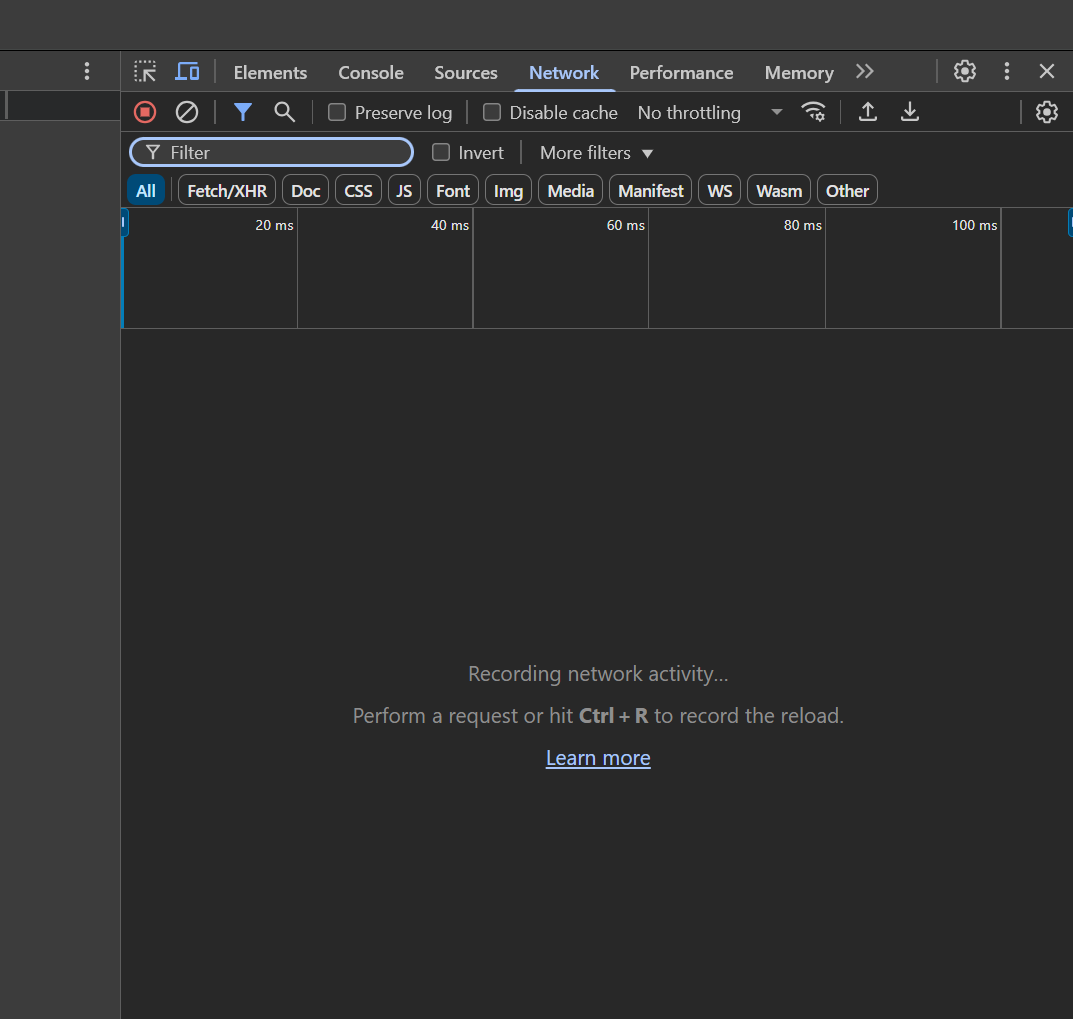 Elements Console Sources Network Performance Memory
Preserve log Disable cache No throttling
Filter Invert More filters
All Fetch/XHR Doc CSS JS Font Img Media Manifest WS Wasm Other
20 ms 40 ms 60 ms 80 ms 100 ms
Recording network activity...
Perform a request or hit Ctrl + R to record the reload.
Learn more